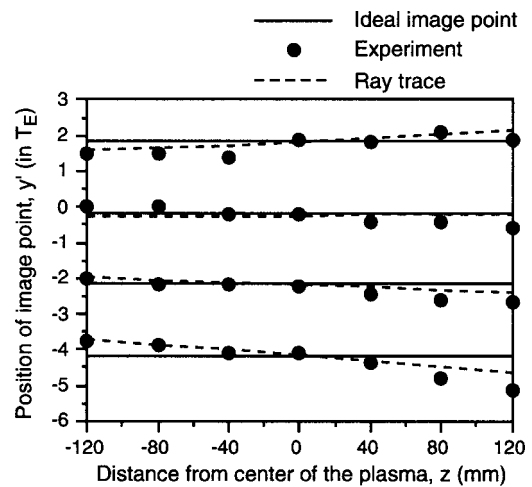 Ideal image point
Experiment
Ray trace
Position of image point, y' (in T_E)
3
2
1
0
-1
-2
-3
-4
-5
-6
-120 -80 -40 0 40 80 120
Distance from center of the plasma, z (mm)